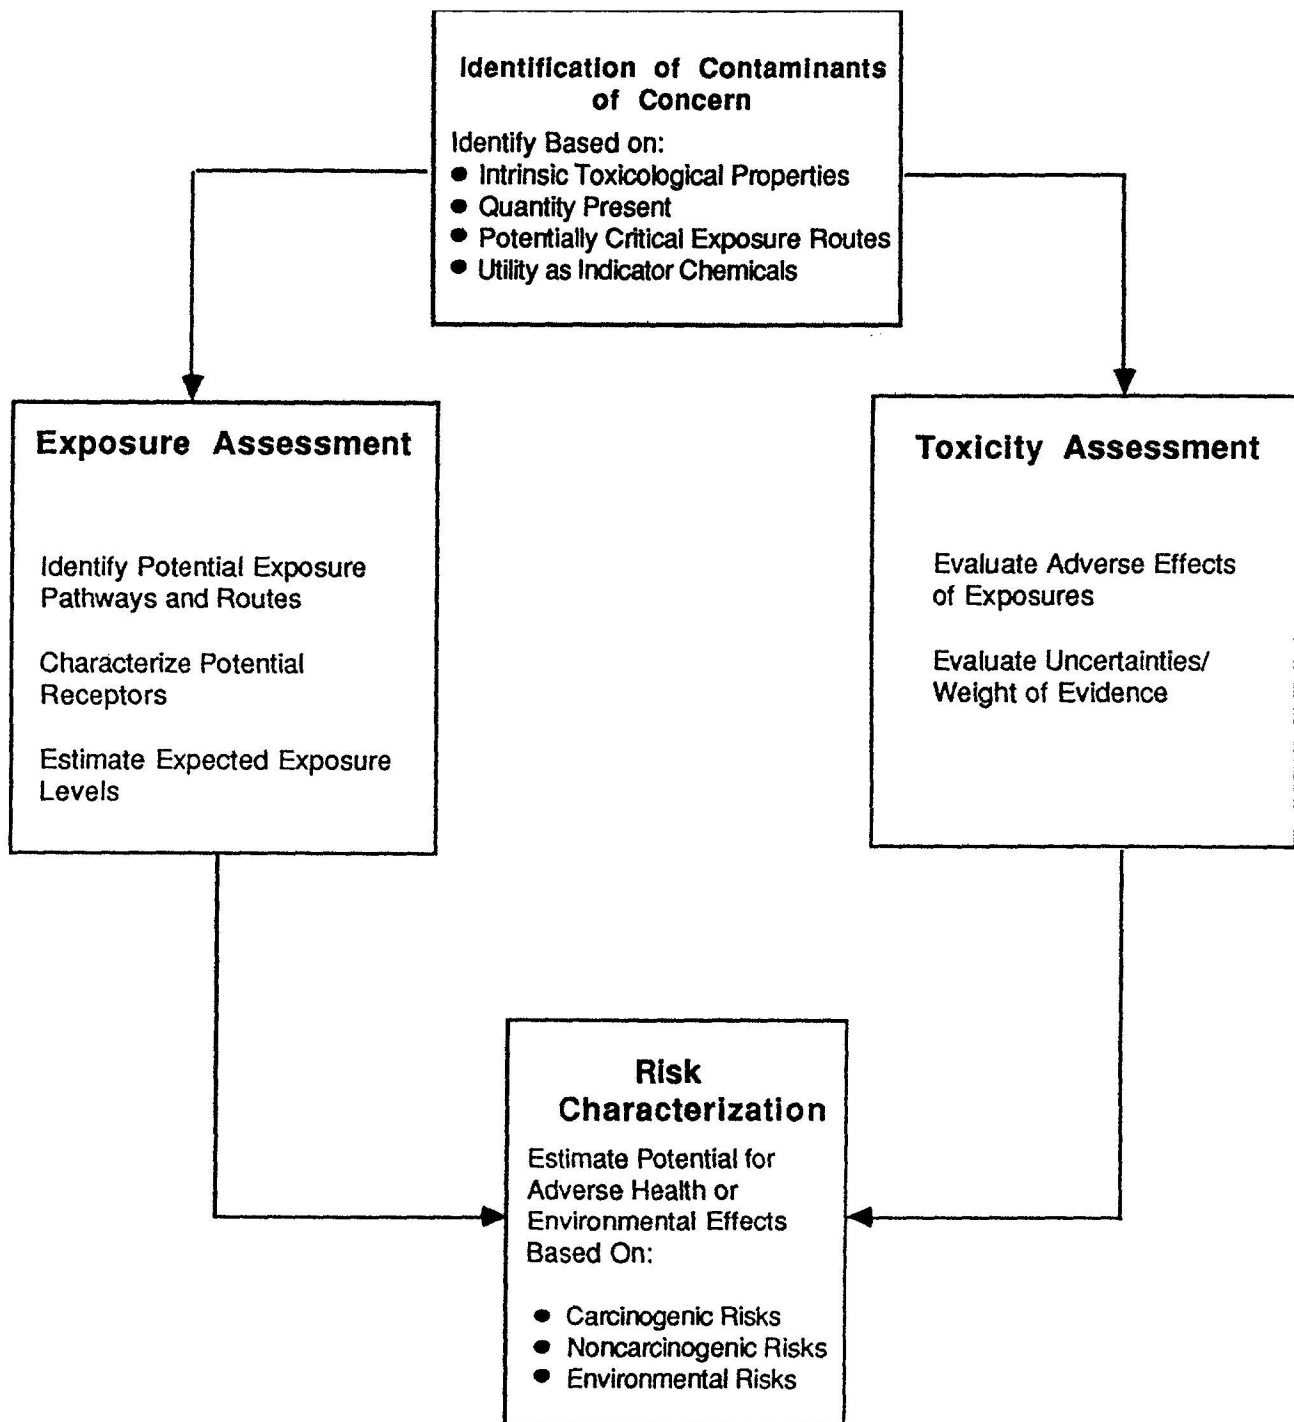 Identification of Contaminants
of Concern
Identify Based on:
● Intrinsic Toxicological Properties
● Quantity Present
● Potentially Critical Exposure Routes
● Utility as Indicator Chemicals
Exposure Assessment
Identify Potential Exposure
Pathways and Routes
Characterize Potential
Receptors
Estimate Expected Exposure
Levels
Toxicity Assessment
Evaluate Adverse Effects
of Exposures
Evaluate Uncertainties/
Weight of Evidence
Risk
Characterization
Estimate Potential for
Adverse Health or
Environmental Effects
Based On:
● Carcinogenic Risks
● Noncarcinogenic Risks
● Environmental Risks